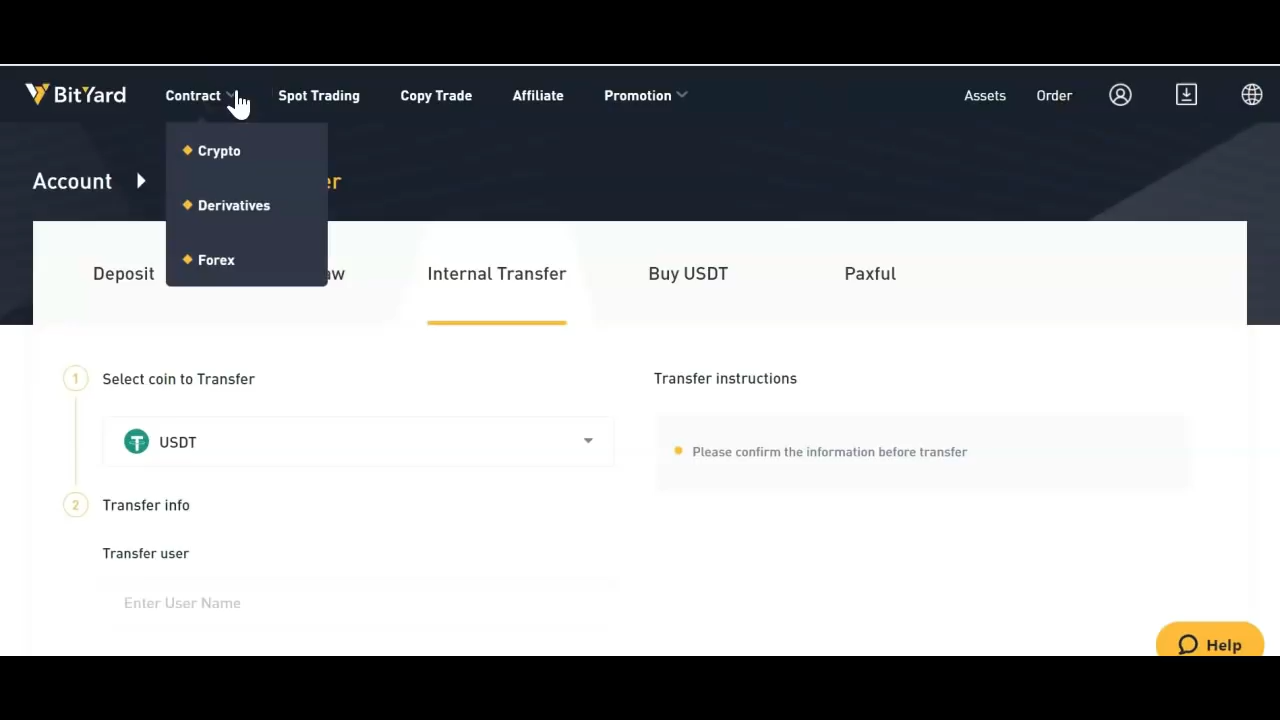 BitYard Contract Spot Trading Copy Trade Affiliate Promotion Assets Order
Crypto
Account
Derivatives
Forex
Deposit Internal Transfer Buy USDT Paxful
1 Select coin to Transfer
USDT
2 Transfer info
Transfer user
Enter User Name
Transfer instructions
Please confirm the information before transfer
Help